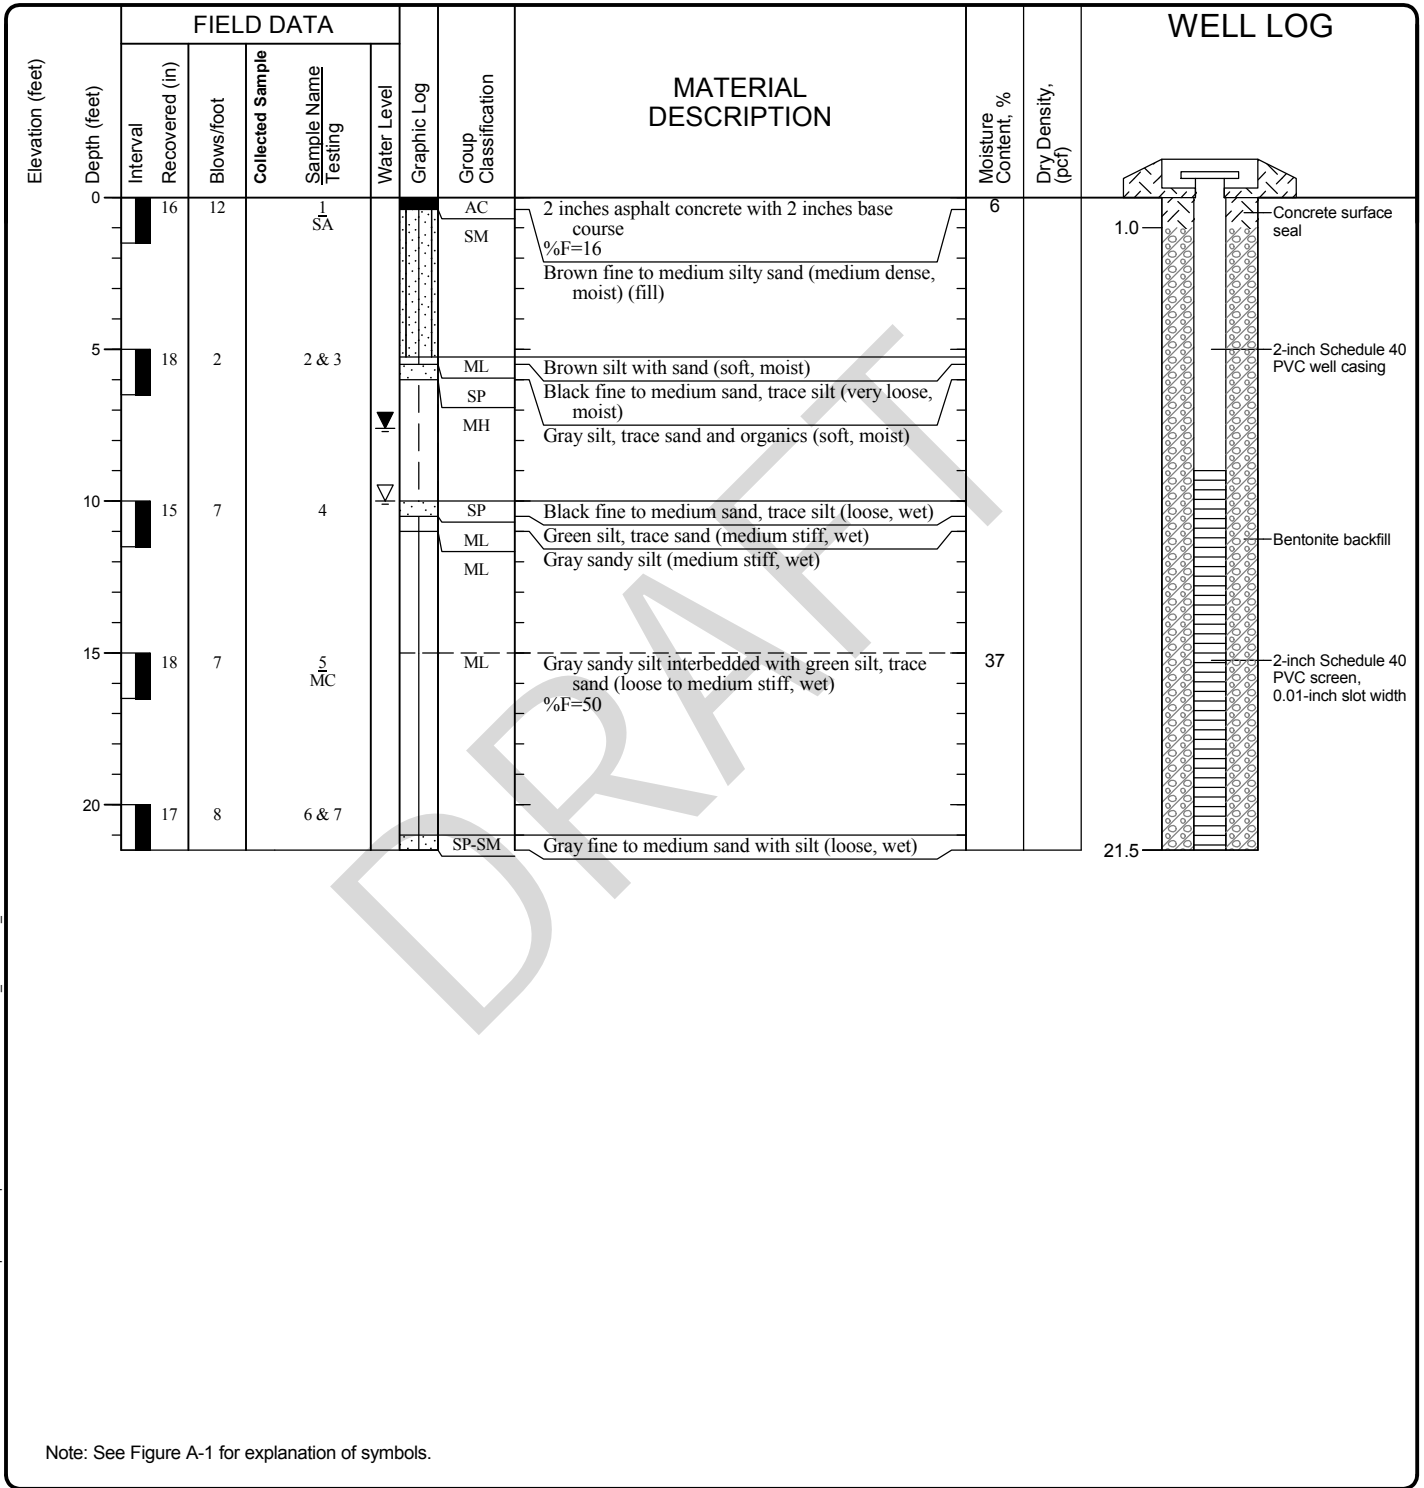 FIELD DATA
WELL LOG
Elevation (feet)
Depth (feet)
Interval
Recovered (in)
Blows/foot
Collected Sample
Sample Name
Testing
Water Level
Graphic Log
Group
Classification
MATERIAL
DESCRIPTION
Moisture
Content, %
Dry Density,
(pcf)
0
16
12
1
SA
AC
2 inches asphalt concrete with 2 inches base
course
%F=16
6
SM
Brown fine to medium silty sand (medium dense,
moist) (fill)
1.0
Concrete surface
seal
5
18
2
2 & 3
ML
Brown silt with sand (soft, moist)
SP
Black fine to medium sand, trace silt (very loose,
moist)
MH
Gray silt, trace sand and organics (soft, moist)
2-inch Schedule 40
PVC well casing
10
15
7
4
SP
Black fine to medium sand, trace silt (loose, wet)
ML
Green silt, trace sand (medium stiff, wet)
ML
Gray sandy silt (medium stiff, wet)
Bentonite backfill
15
18
7
5
MC
ML
Gray sandy silt interbedded with green silt, trace
sand (loose to medium stiff, wet)
%F=50
37
2-inch Schedule 40
PVC screen,
0.01-inch slot width
20
17
8
6 & 7
SP-SM
Gray fine to medium sand with silt (loose, wet)
21.5
DRAFT
Note: See Figure A-1 for explanation of symbols.